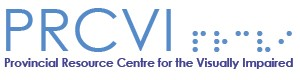 PRCVI ⠏⠗⠉⠧⠊
Provincial Resource Centre for the Visually Impaired